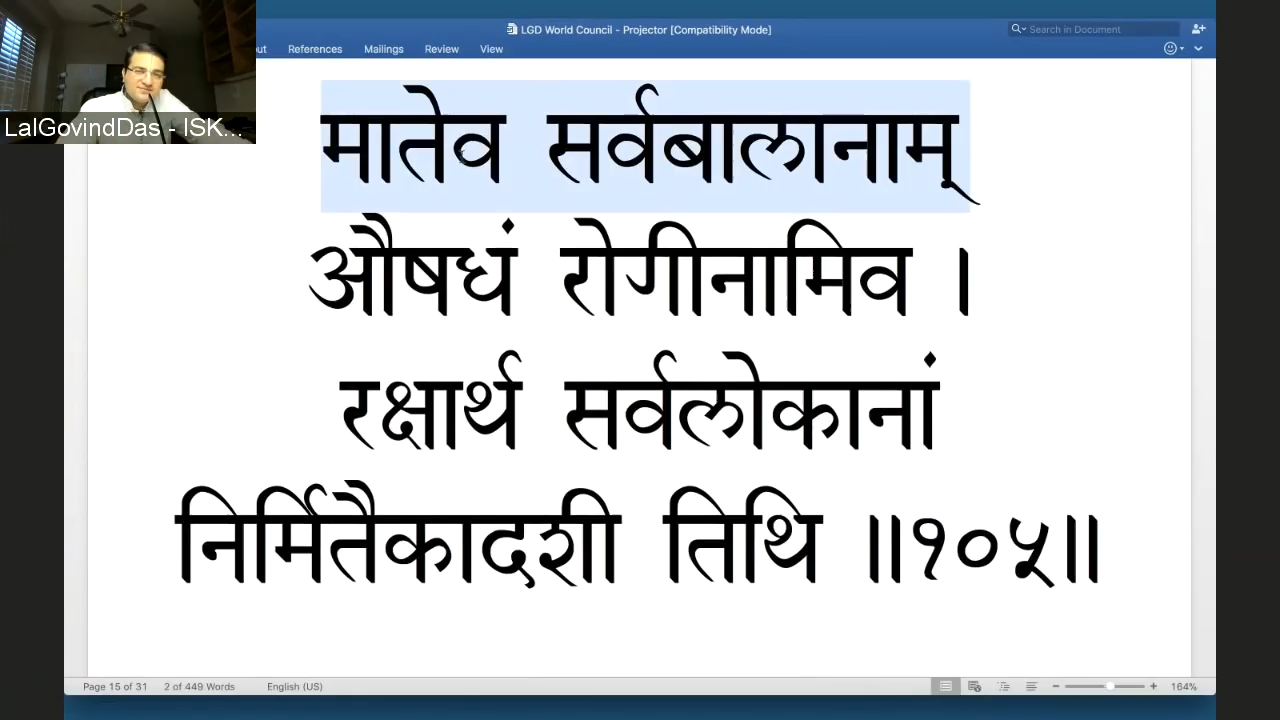 LGD World Council - Projector [Compatibility Mode]
Search in Document
out References Mailings Review View
LalGovindDas - ISK...
मातेव सर्वबालानाम्
औषधं रोगीनामिव ।
रक्षार्थ सर्वलोकानां
निर्मितैकादशी तिथि ॥१०५॥
Page 15 of 31 2 of 449 Words English (US) 164%